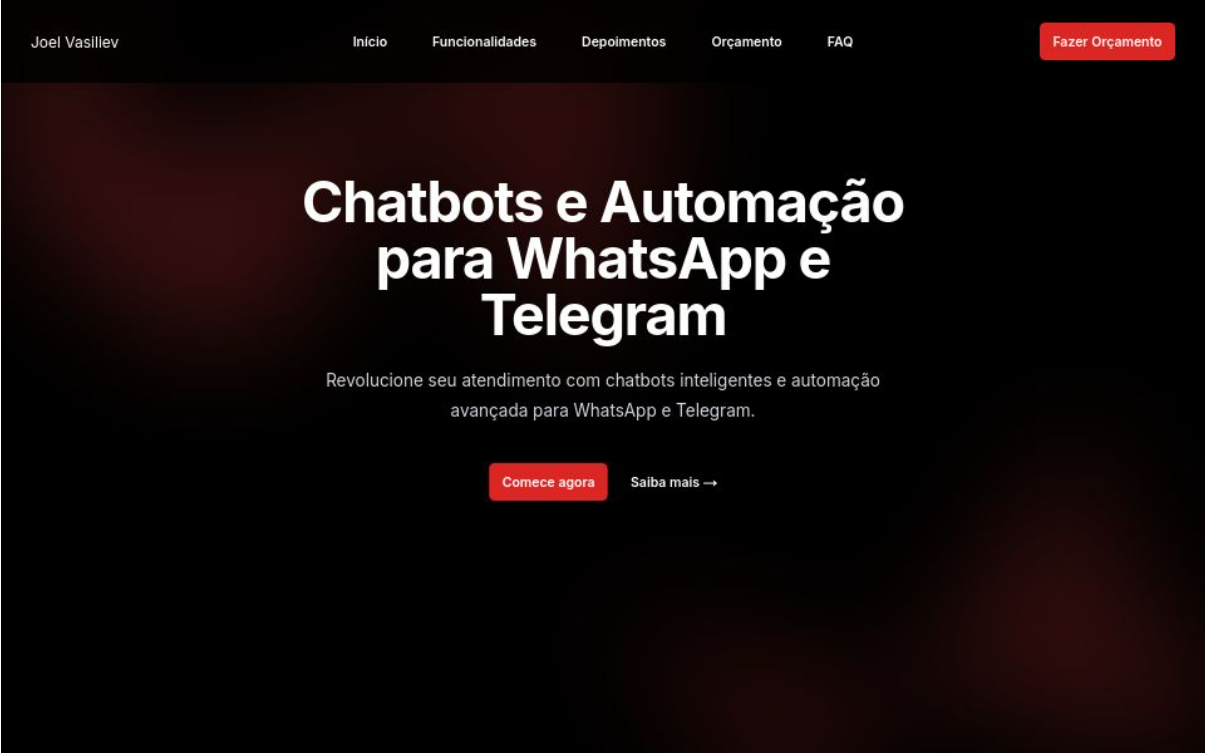 Joel Vasiliev
Início
Funcionalidades
Depoimentos
Orçamento
FAQ
Fazer Orçamento
Chatbots e Automação
para WhatsApp e
Telegram
Revolucione seu atendimento com chatbots inteligentes e automação
avançada para WhatsApp e Telegram.
Comece agora
Saiba mais →